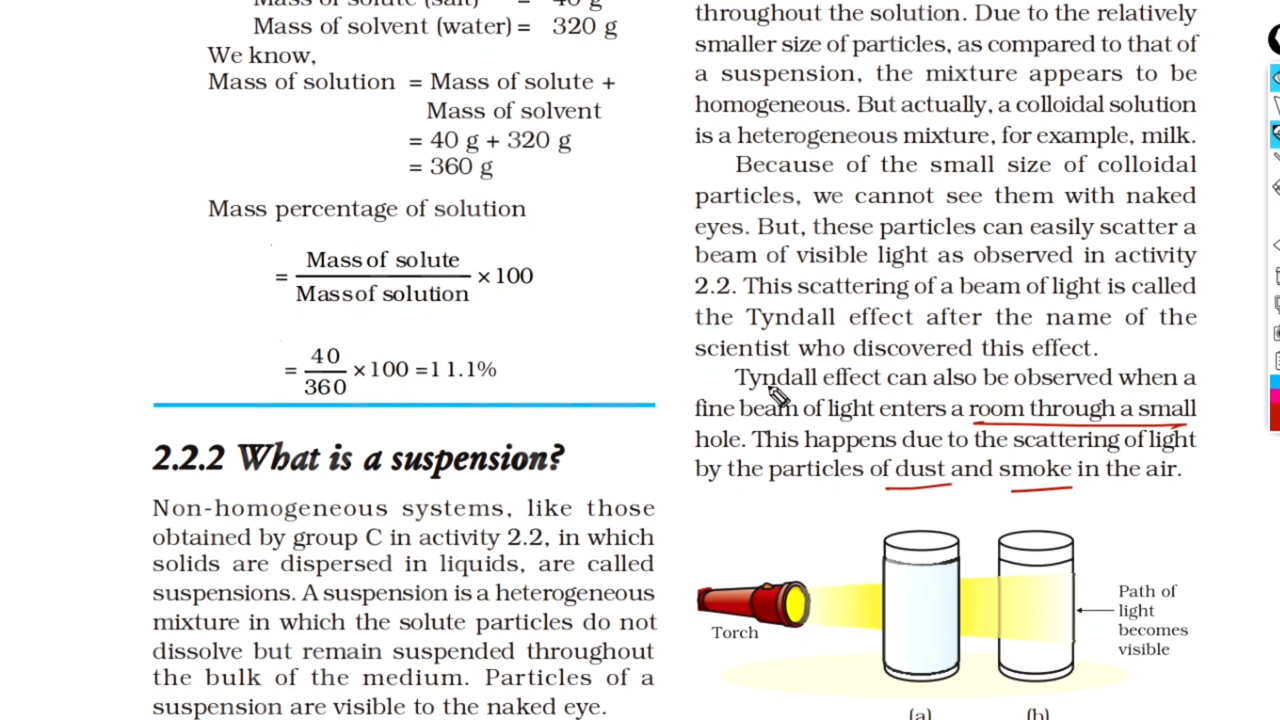 Mass of solute (salt) = 40 g
Mass of solvent (water) = 320 g
We know,
Mass of solution = Mass of solute +
Mass of solvent
= 40 g + 320 g
= 360 g
Mass percentage of solution
= Mass of solute / Mass of solution ×100
= 40 / 360 ×100 =11.1%
2.2.2 What is a suspension?
Non-homogeneous systems, like those
obtained by group C in activity 2.2, in which
solids are dispersed in liquids, are called
suspensions. A suspension is a heterogeneous
mixture in which the solute particles do not
dissolve but remain suspended throughout
the bulk of the medium. Particles of a
suspension are visible to the naked eye.
throughout the solution. Due to the relatively
smaller size of particles, as compared to that of
a suspension, the mixture appears to be
homogeneous. But actually, a colloidal solution
is a heterogeneous mixture, for example, milk.
Because of the small size of colloidal
particles, we cannot see them with naked
eyes. But, these particles can easily scatter a
beam of visible light as observed in activity
2.2. This scattering of a beam of light is called
the Tyndall effect after the name of the
scientist who discovered this effect.
Tyndall effect can also be observed when a
fine beam of light enters a room through a small
hole. This happens due to the scattering of light
by the particles of dust and smoke in the air.
Torch
Path of
light
becomes
visible
(a) (b)